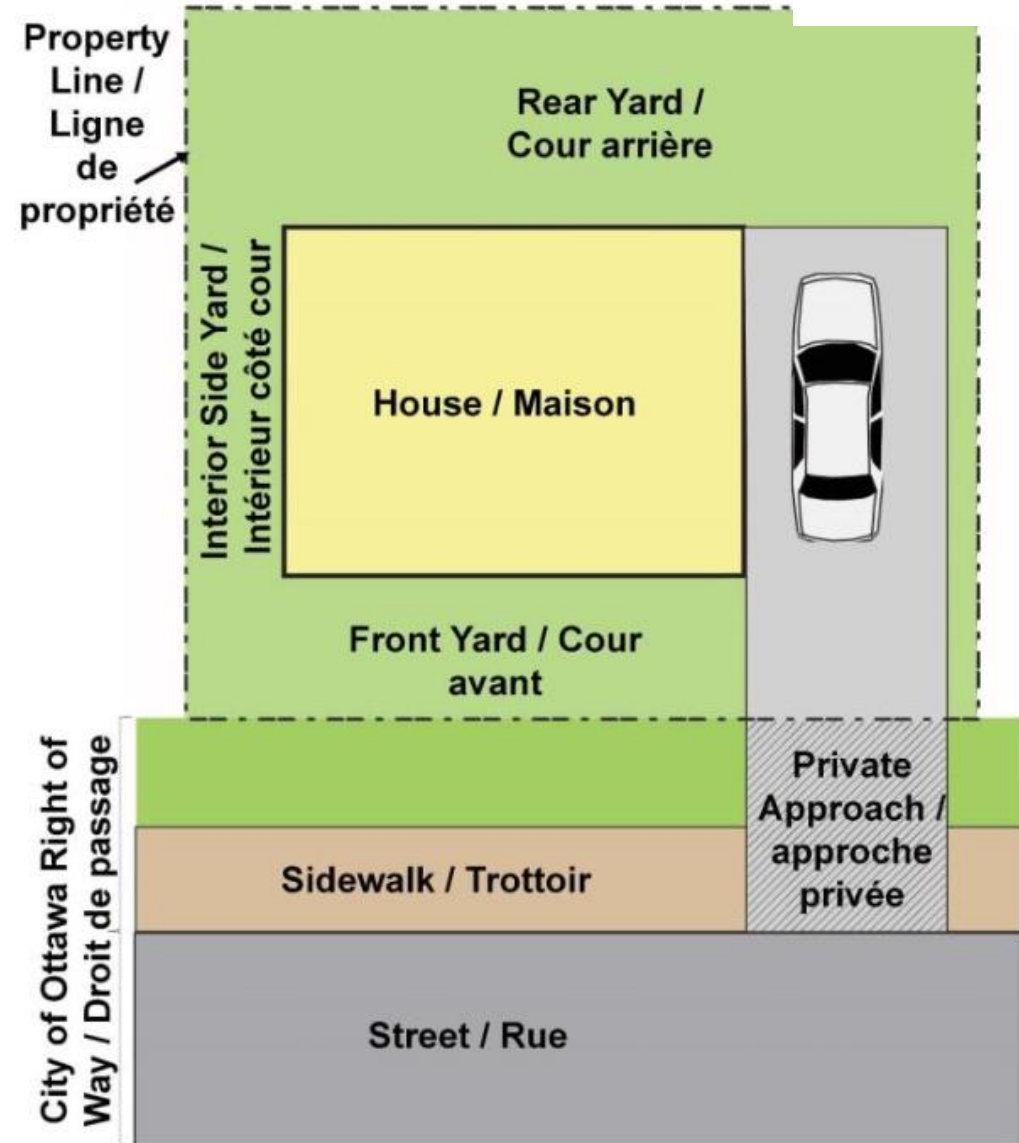 Property
Line /
Ligne
de
propriété
Rear Yard /
Cour arrière
Interior Side Yard /
Intérieur côté cour
House / Maison
Front Yard / Cour
avant
City of Ottawa Right of
Way / Droit de passage
Private
Approach /
approche
privée
Sidewalk / Trottoir
Street / Rue